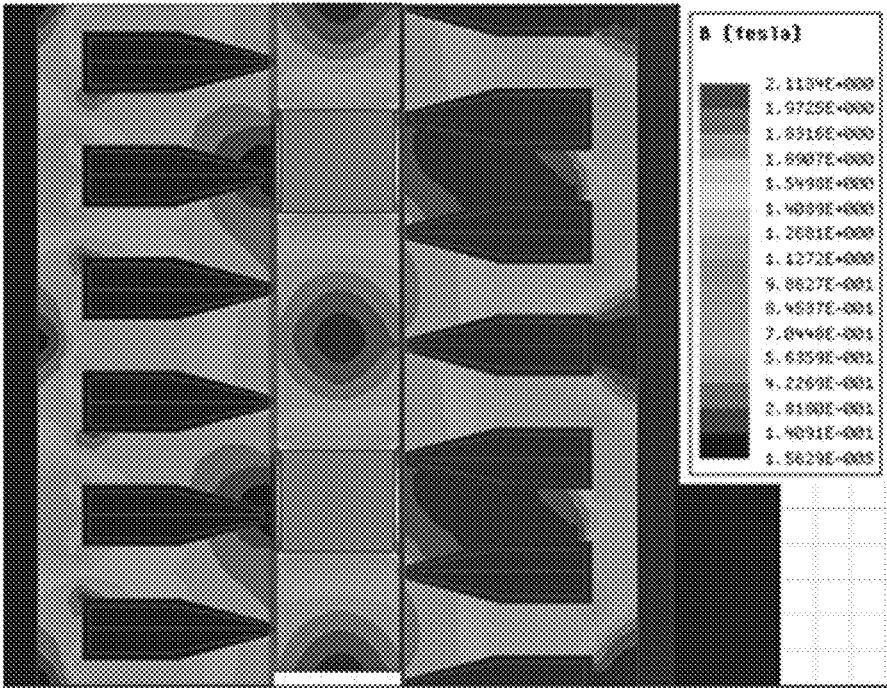 B [tesla]
2.1134E+000
1.9725E+000
1.8316E+000
1.6907E+000
1.5498E+000
1.4089E+000
1.2681E+000
1.1272E+000
9.8627E-001
8.4537E-001
7.0448E-001
5.6359E-001
4.2269E-001
2.8180E-001
1.4091E-001
1.5629E-005